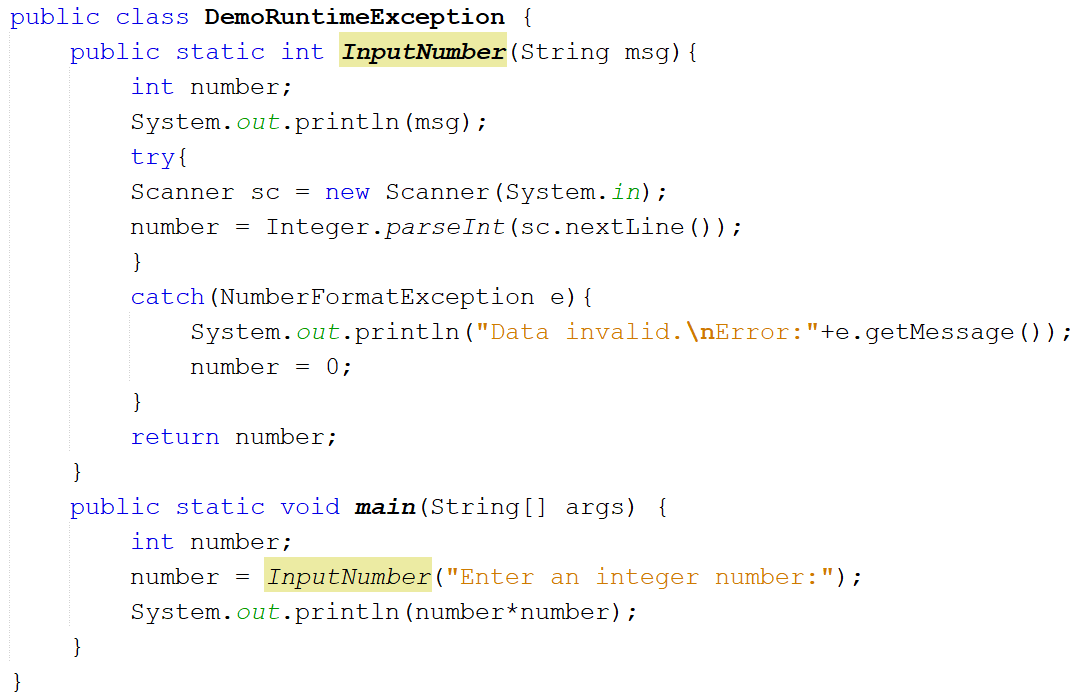 public class DemoRuntimeException {
    public static int InputNumber(String msg){
        int number;
        System.out.println(msg);
        try{
        Scanner sc = new Scanner(System.in);
        number = Integer.parseInt(sc.nextLine());
        }
        catch(NumberFormatException e){
            System.out.println("Data invalid.\nError:"+e.getMessage());
            number = 0;
        }
        return number;
    }
    public static void main(String[] args) {
        int number;
        number = InputNumber("Enter an integer number:");
        System.out.println(number*number);
    }
}